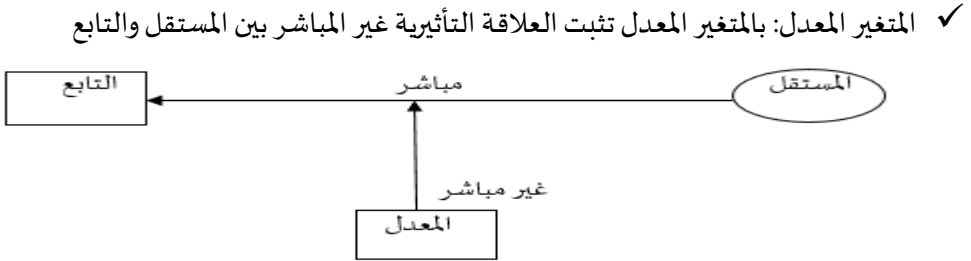 ✓ المتغير المعدل: بالمتغير المعدل تثبت العلاقة التأثيرية غير المباشر بين المستقل والتابع
المستقل
مباشر
التابع
غير مباشر
المعدل